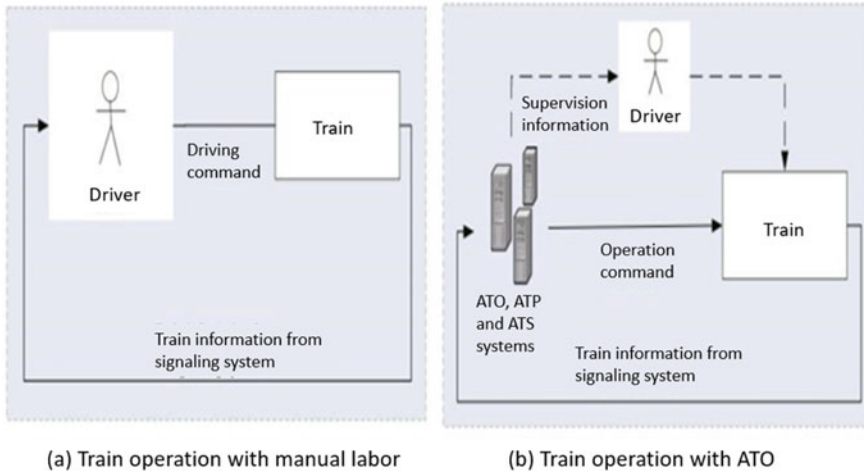 Driver
Driving
command
Train
Train information from
signaling system
(a) Train operation with manual labor
Supervision
information
Driver
Operation
command
Train
ATO, ATP
and ATS
systems
Train information from
signaling system
(b) Train operation with ATO